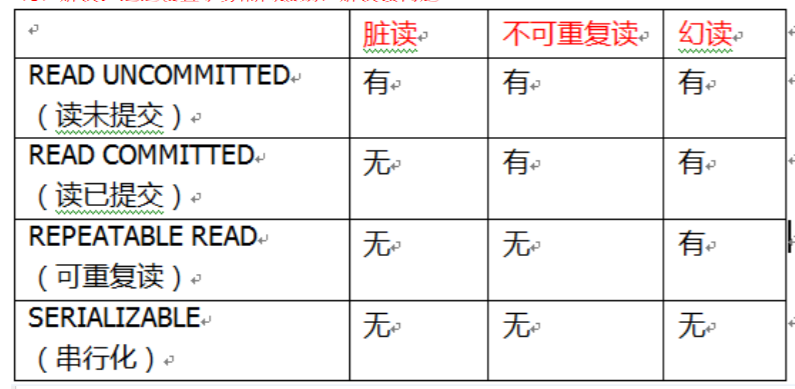 脏读 不可重复读 幻读
READ UNCOMMITTED 有 有 有
（读未提交）
READ COMMITTED 无 有 有
（读已提交）
REPEATABLE READ 无 无 有
（可重复读）
SERIALIZABLE 无 无 无
（串行化）